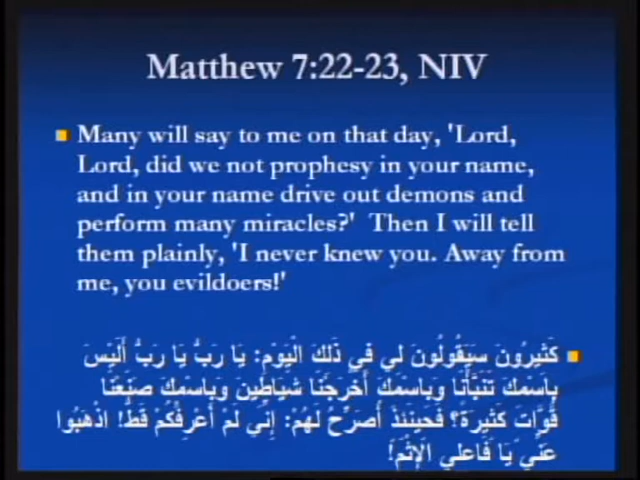 Matthew 7:22-23, NIV
Many will say to me on that day, 'Lord,
Lord, did we not prophesy in your name,
and in your name drive out demons and
perform many miracles?' Then I will tell
them plainly, 'I never knew you. Away from
me, you evildoers!'
كَثِيرُونَ سَيَقُولُونَ لِي فِي ذَلِكَ الْيَوْمِ: يَا رَبُّ يَا رَبُّ أَلَيْسَ
بِاسْمِكَ تَنَبَّأْنَا وَبِاسْمِكَ أَخْرَجْنَا شَيَاطِينَ وَبِاسْمِكَ صَنَعْنَا
قُوَّاتٍ كَثِيرَةً؟ فَحِينَئِذٍ أُصَرِّحُ لَهُمْ: إِنِّي لَمْ أَعْرِفْكُمْ قَطُّ! اذْهَبُوا
عَنِّي يَا فَاعِلِي الْإِثْمِ!